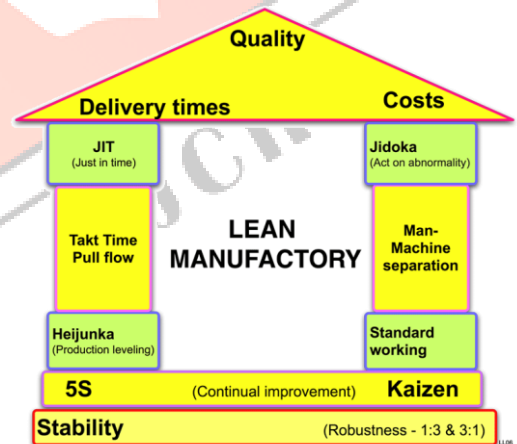 Quality
Delivery times Costs
JIT
(Just in time)
Jidoka
(Act on abnormality)
Takt Time
Pull flow
LEAN
MANUFACTORY
Man-
Machine
separation
Heijunka
(Production leveling)
Standard
working
5S (Continual improvement) Kaizen
Stability (Robustness - 1:3 & 3:1)